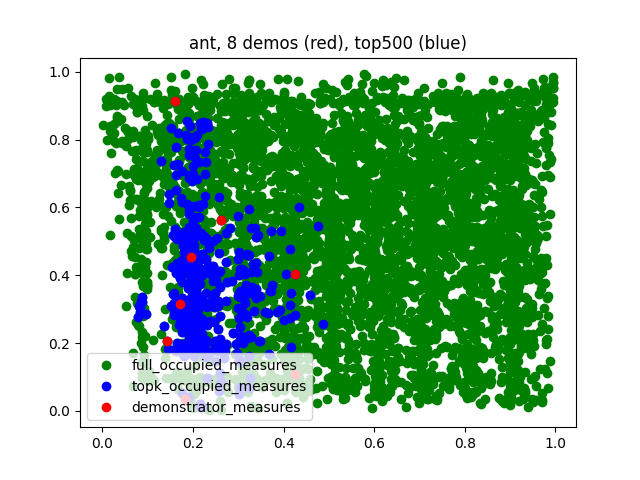 ant, 8 demos (red), top500 (blue)
1.0
0.8
0.6
0.4
0.2
0.0
full_occupied_measures
topk_occupied_measures
demonstrator_measures
0.0 0.2 0.4 0.6 0.8 1.0